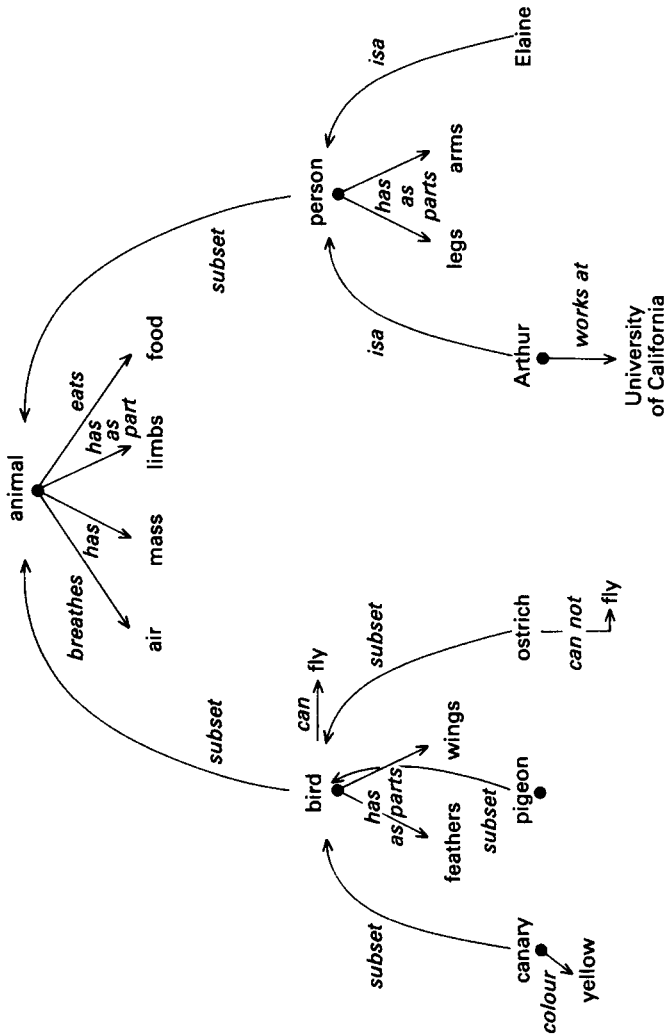 animal
breathes
has
has
as
part
eats
air
mass
limbs
food
subset
subset
bird
can
fly
has
as parts
feathers
wings
person
has
as
parts
legs
arms
subset
subset
subset
isa
isa
canary
colour
yellow
pigeon
ostrich
can not
fly
Arthur
works at
University
of California
Elaine